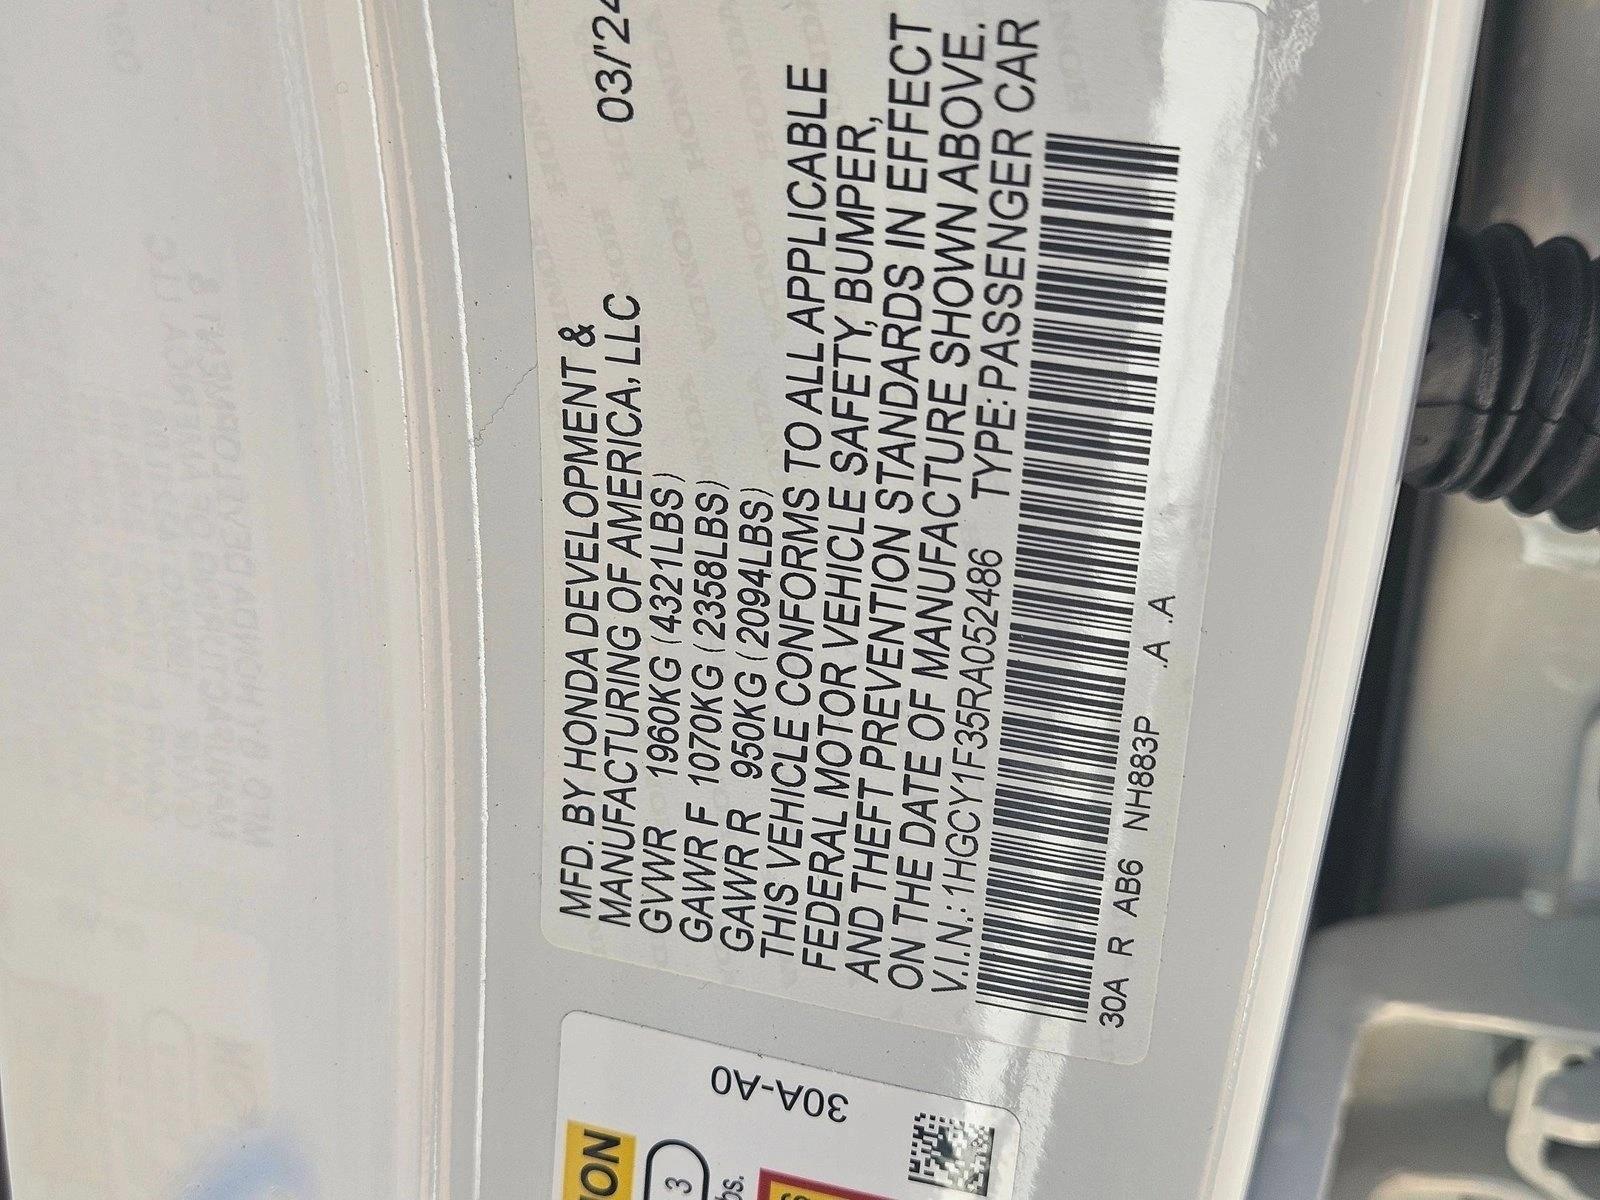 MFD. BY HONDA DEVELOPMENT &
MANUFACTURING OF AMERICA, LLC 03/'24
GVWR 1960KG (4321LBS)
GAWR F 1070KG (2358LBS)
GAWR R 950KG (2094LBS)
THIS VEHICLE CONFORMS TO ALL APPLICABLE
FEDERAL MOTOR VEHICLE SAFETY, BUMPER,
AND THEFT PREVENTION STANDARDS IN EFFECT
ON THE DATE OF MANUFACTURE SHOWN ABOVE.
V.I.N.: 1HGCY1F35RA052486 TYPE: PASSENGER CAR
30A R AB6 NH883P .A .A
30A-A0
3